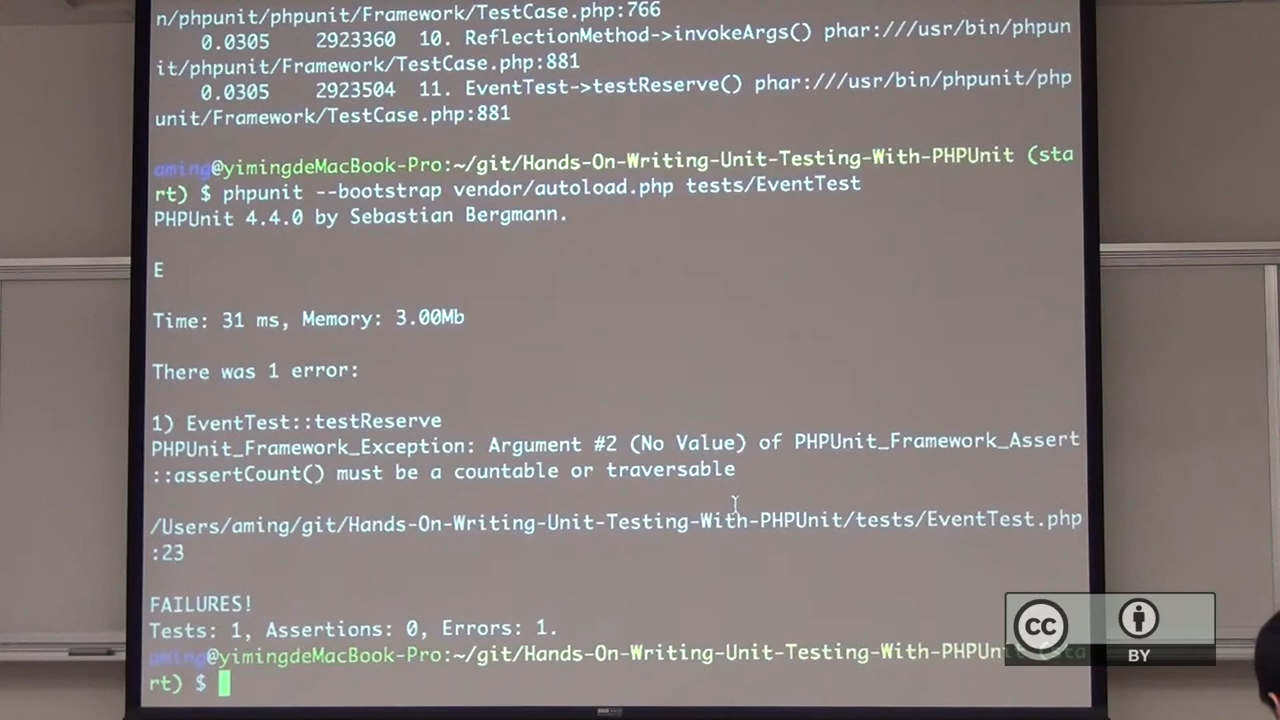 n/phpunit/phpunit/Framework/TestCase.php:766
0.0305 2923360 10. ReflectionMethod->invokeArgs() phar:///usr/bin/phpun
it/phpunit/Framework/TestCase.php:881
0.0305 2923504 11. EventTest->testReserve() phar:///usr/bin/phpunit/php
unit/Framework/TestCase.php:881
aming@yimingdeMacBook-Pro:~/git/Hands-On-Writing-Unit-Testing-With-PHPUnit (sta
rt) $ phpunit --bootstrap vendor/autoload.php tests/EventTest
PHPUnit 4.4.0 by Sebastian Bergmann.
E
Time: 31 ms, Memory: 3.00Mb
There was 1 error:
1) EventTest::testReserve
PHPUnit_Framework_Exception: Argument #2 (No Value) of PHPUnit_Framework_Assert
::assertCount() must be a countable or traversable
/Users/aming/git/Hands-On-Writing-Unit-Testing-With-PHPUnit/tests/EventTest.php
:23
FAILURES!
Tests: 1, Assertions: 0, Errors: 1.
aming@yimingdeMacBook-Pro:~/git/Hands-On-Writing-Unit-Testing-With-PHPUnit (sta
rt) $
cc
BY